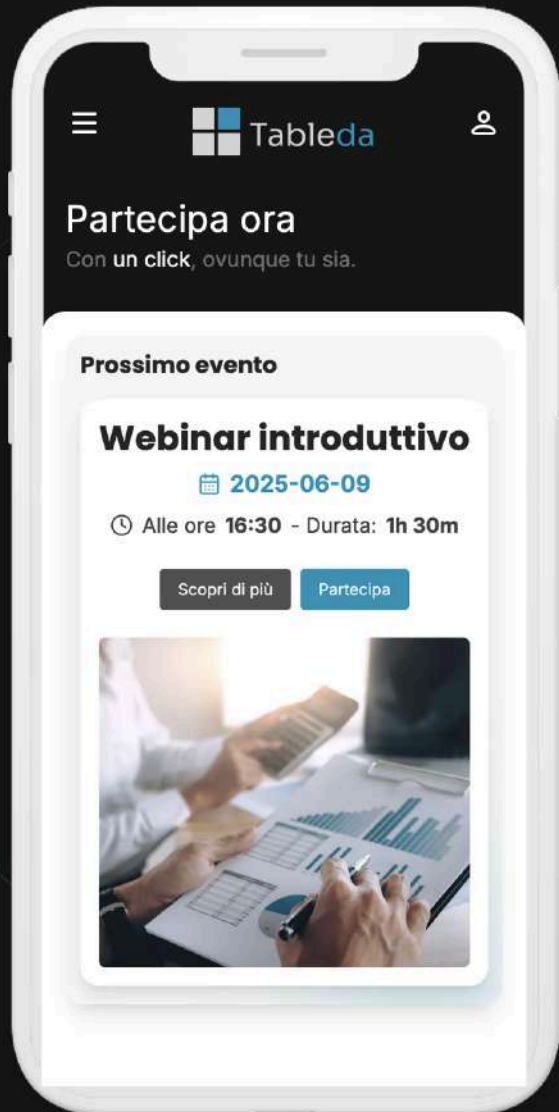 Tableda
Partecipa ora
Con un click, ovunque tu sia.
Prossimo evento
Webinar introduttivo
2025-06-09
Alle ore 16:30 - Durata: 1h 30m
Scopri di più Partecipa